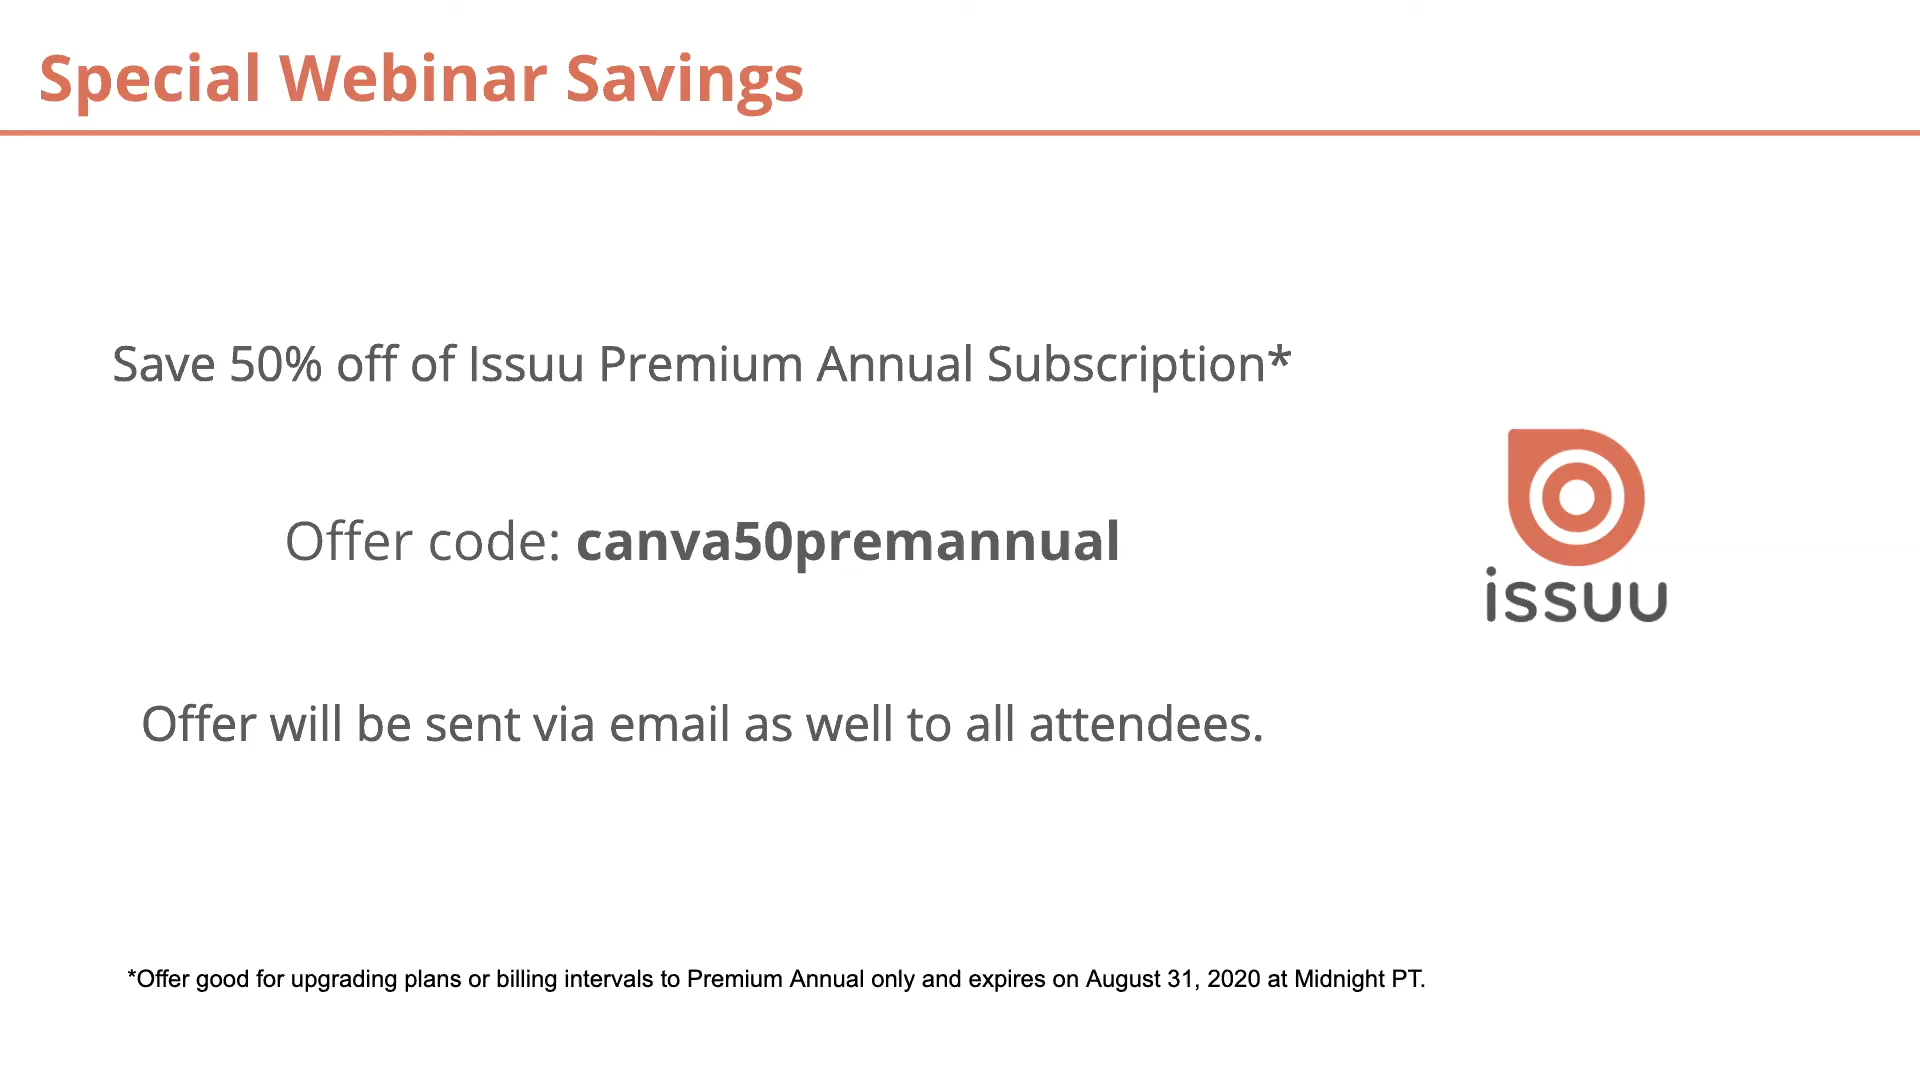 Special Webinar Savings
Save 50% off of Issuu Premium Annual Subscription*
Offer code: canva50premannual
issuu
Offer will be sent via email as well to all attendees.
*Offer good for upgrading plans or billing intervals to Premium Annual only and expires on August 31, 2020 at Midnight PT.